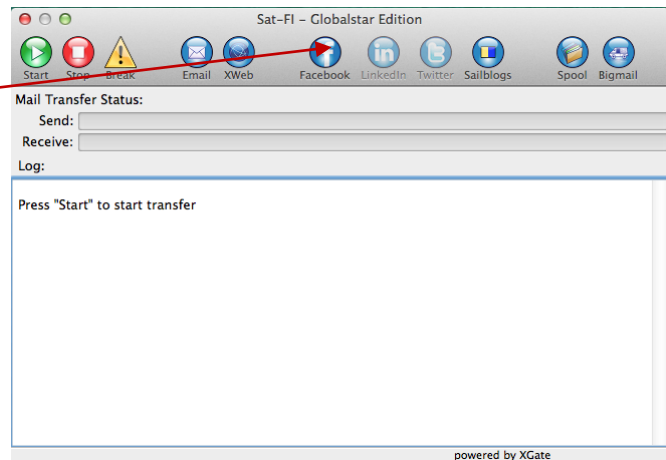 Sat-FI – Globalstar Edition
Start Stop Break Email XWeb Facebook LinkedIn Twitter Sailblogs Spool Bigmail
Mail Transfer Status:
Send:
Receive:
Log:
Press "Start" to start transfer
powered by XGate